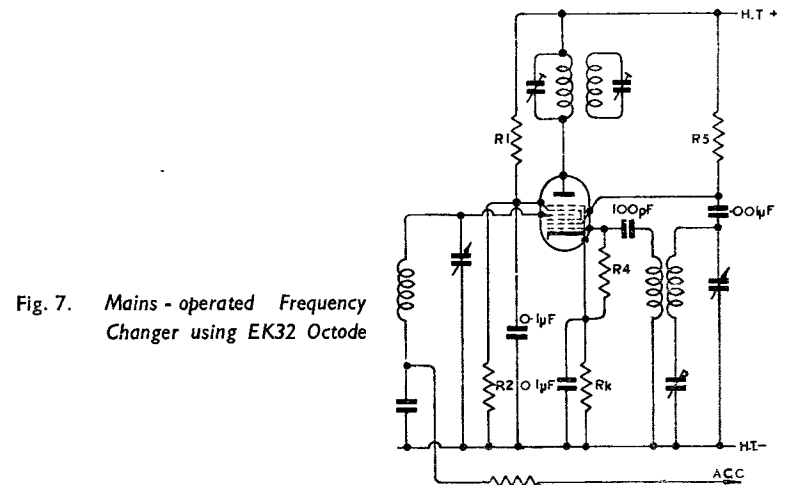 H.T +
R1
R5
100pF
·001µF
R4
Fig. 7. Mains - operated Frequency
Changer using EK32 Octode
0·1µF
R2
0·1µF
Rk
H.T.-
ACC